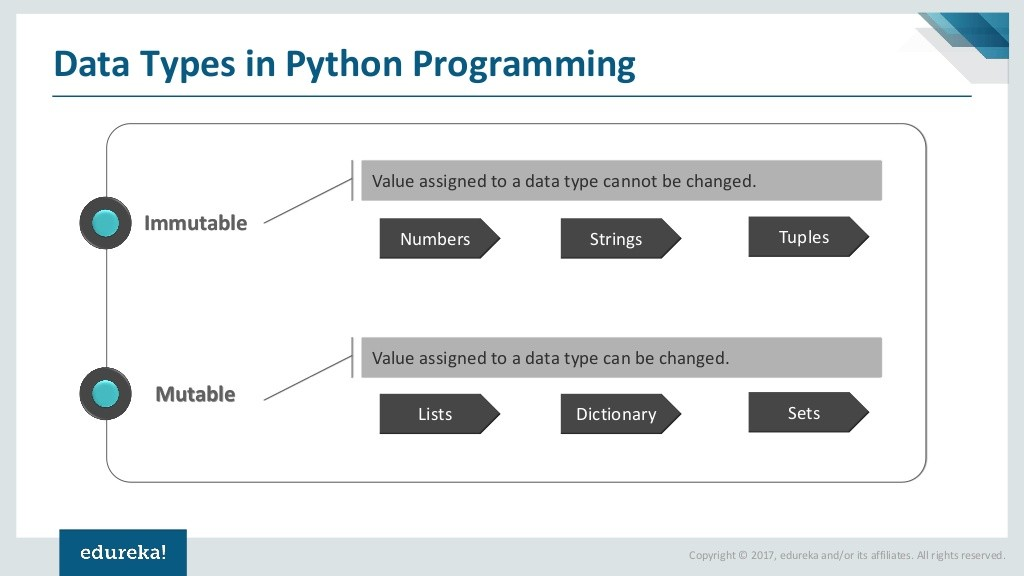 Data Types in Python Programming
Value assigned to a data type cannot be changed.
Immutable
Numbers
Strings
Tuples
Value assigned to a data type can be changed.
Mutable
Lists
Dictionary
Sets
edureka!
Copyright © 2017, edureka and/or its affiliates. All rights reserved.